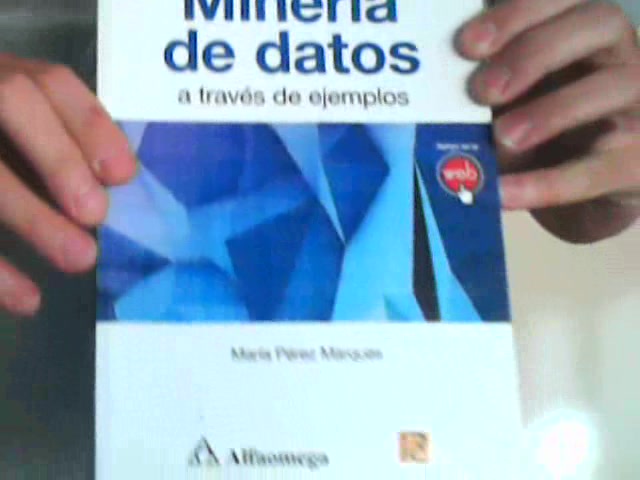 Minería
de datos
a través de ejemplos
web
María Pérez Marqués
Alfaomega